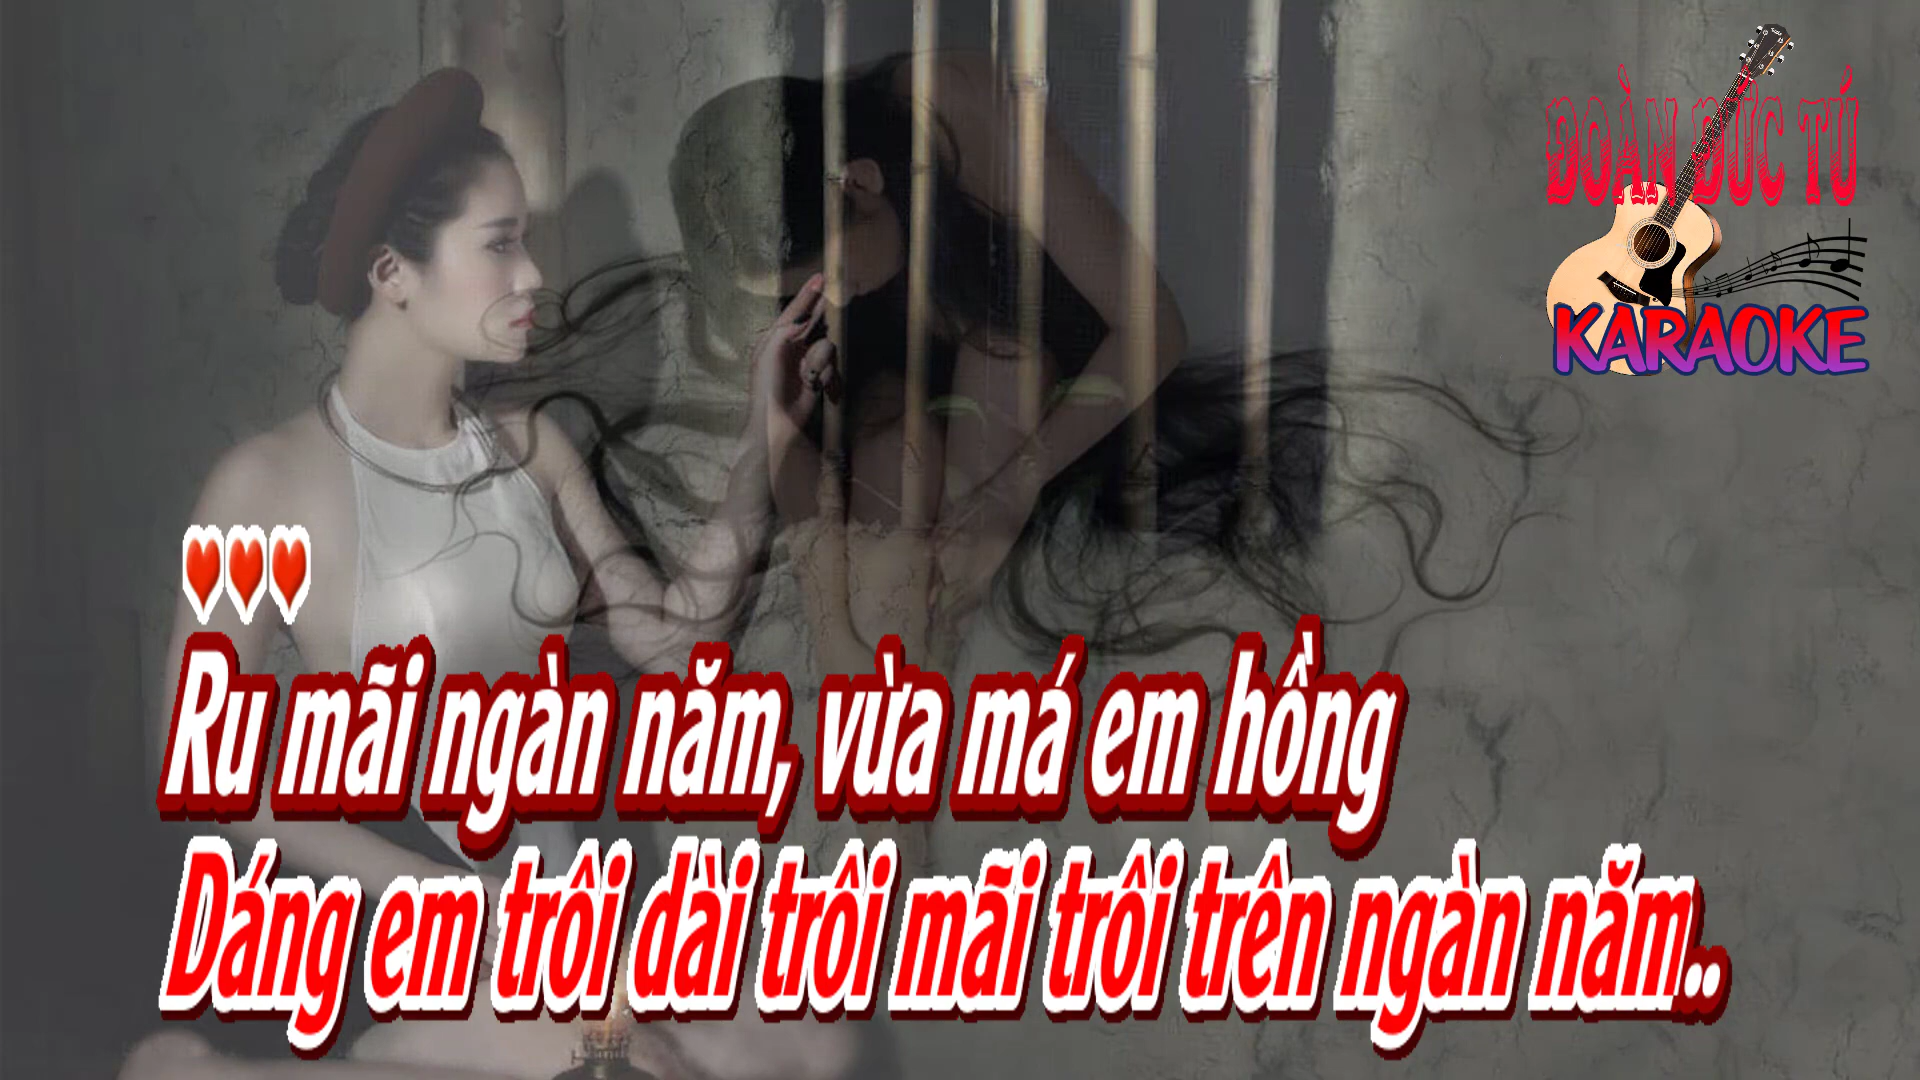 ĐOÀN ĐỨC TÚ
KARAOKE
Ru mãi ngàn năm, vừa má em hồng
Dáng em trôi dài trôi mãi trôi trên ngàn năm..